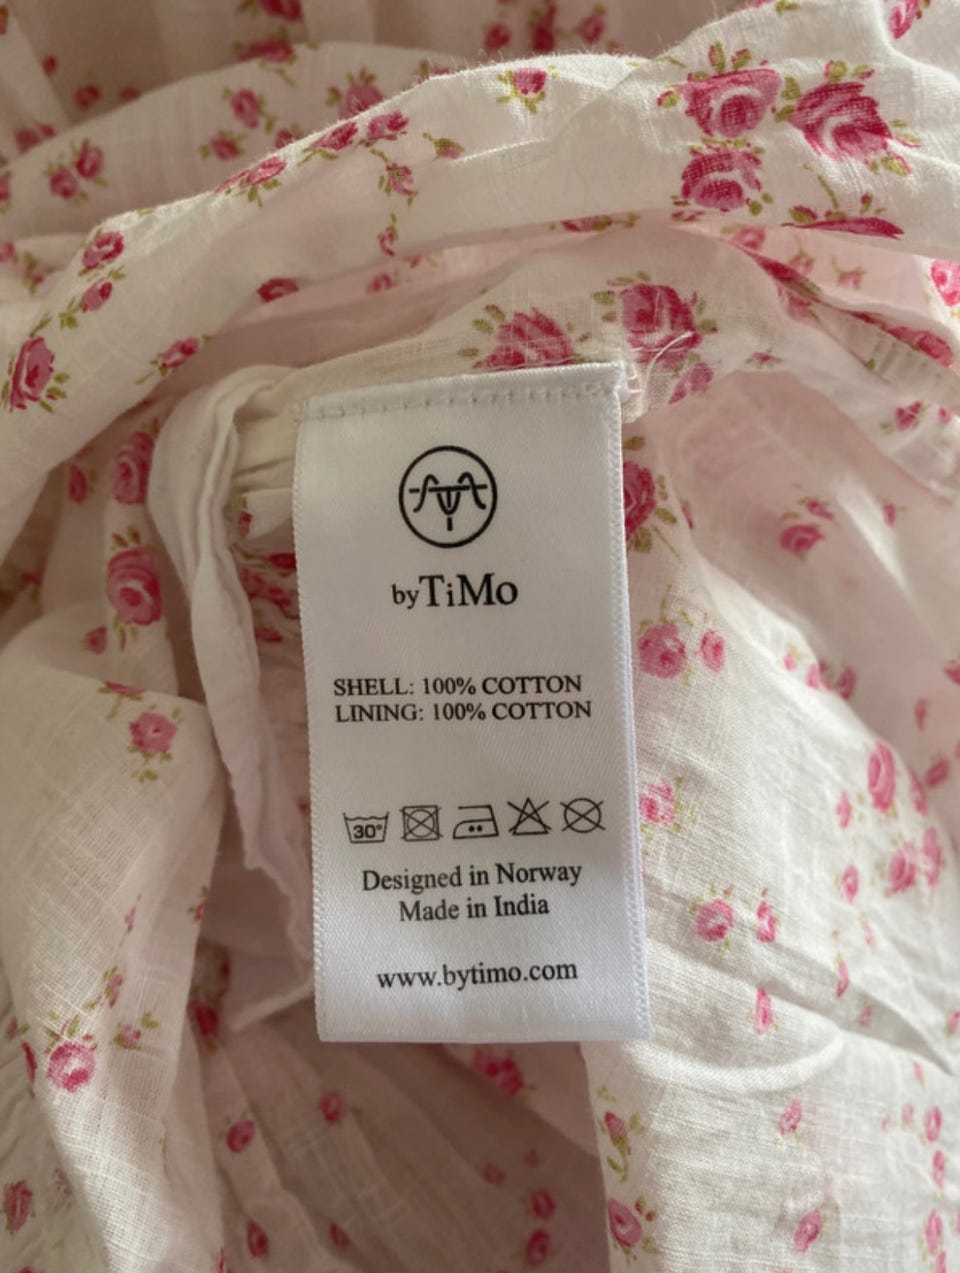 byTiMo
SHELL: 100% COTTON
LINING: 100% COTTON
30°
Designed in Norway
Made in India
www.bytimo.com